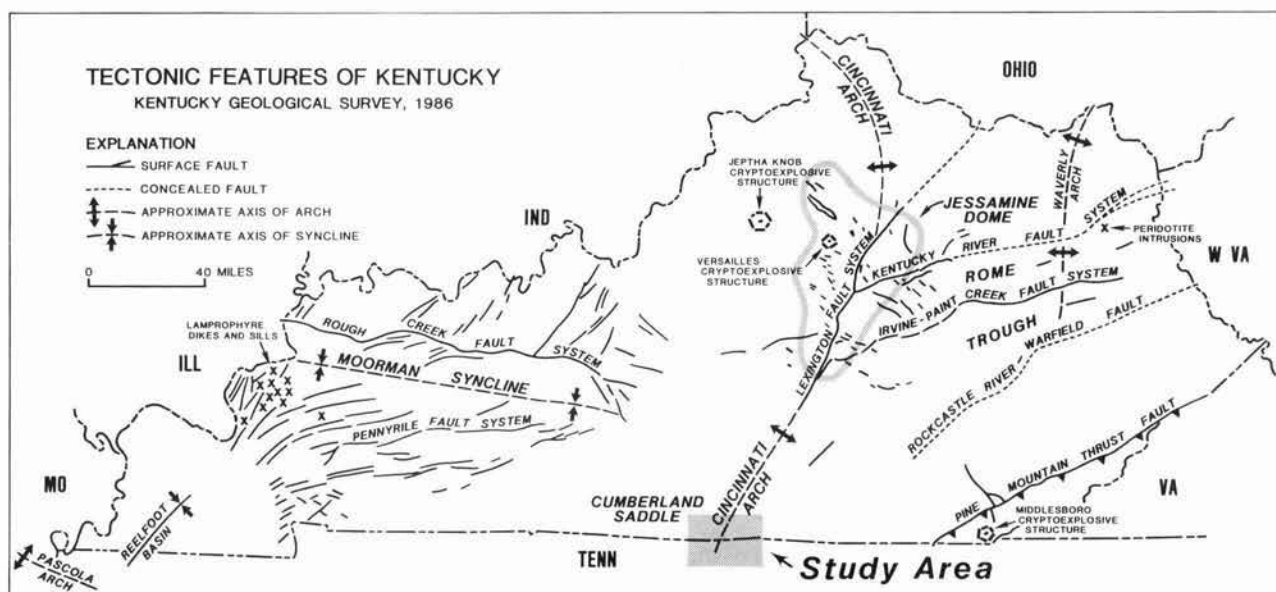 TECTONIC FEATURES OF KENTUCKY
KENTUCKY GEOLOGICAL SURVEY, 1986
EXPLANATION
SURFACE FAULT
CONCEALED FAULT
APPROXIMATE AXIS OF ARCH
APPROXIMATE AXIS OF SYNCLINE
0 40 MILES
OHIO
CINCINNATI
ARCH
JEPTHA KNOB
CRYPTOEXPLOSIVE
STRUCTURE
WAVERLY
ARCH
JESSAMINE
DOME
IND
VERSAILLES
CRYPTOEXPLOSIVE
STRUCTURE
LEXINGTON FAULT SYSTEM
KENTUCKY RIVER FAULT SYSTEM
X
PERIDOTITE
INTRUSIONS
W VA
ROME
TROUGH
IRVINE-PAINT CREEK FAULT SYSTEM
ROCKCASTLE RIVER WARFIELD FAULT
LAMPROPHYRE
DIKES AND SILLS
ROUGH CREEK FAULT SYSTEM
ILL
MOORMAN SYNCLINE
X X X X X X X X X X
PENNYRILE FAULT SYSTEM
MO
REELFOOT
BASIN
PASCOLA
ARCH
CINCINNATI
ARCH
CUMBERLAND
SADDLE
PINE MOUNTAIN THRUST FAULT
VA
MIDDLESBORO
CRYPTOEXPLOSIVE
STRUCTURE
TENN
Study Area